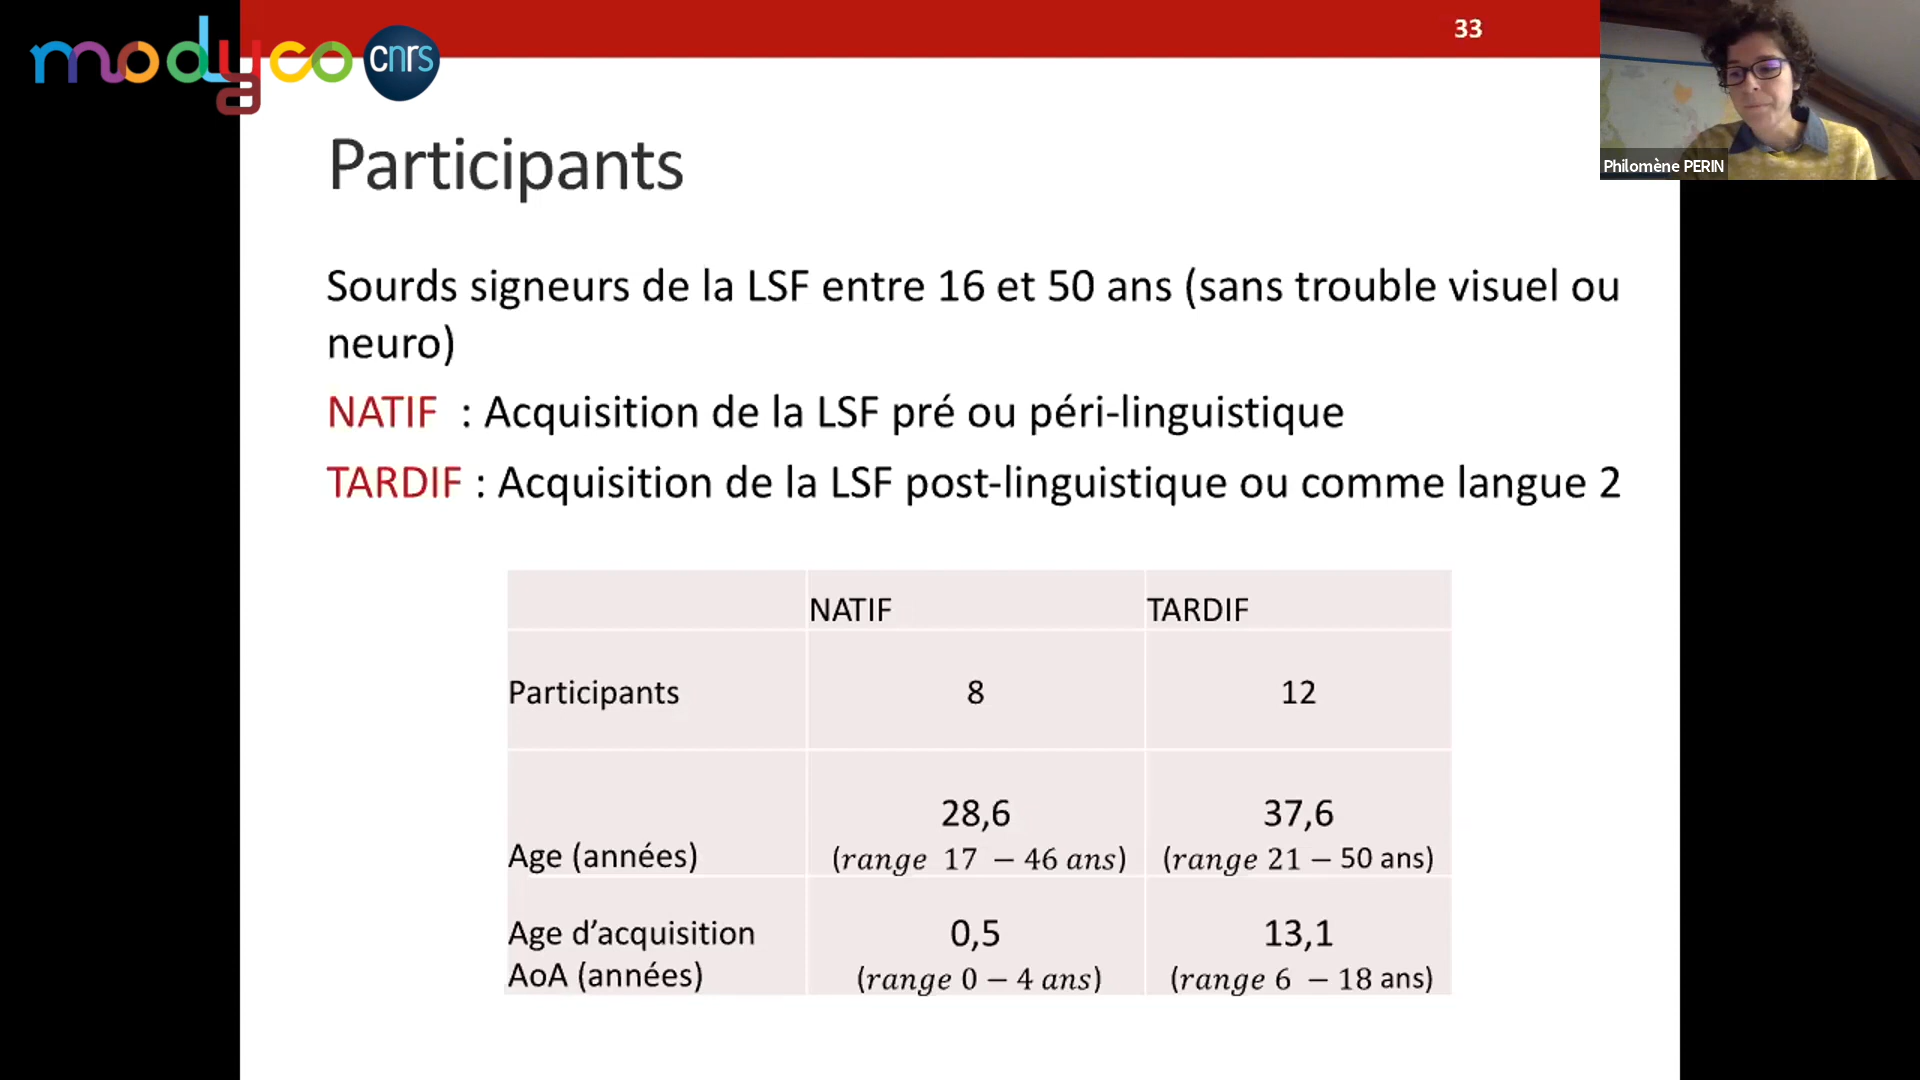 modyco cnrs
33
Philomène PERIN
Participants
Sourds signeurs de la LSF entre 16 et 50 ans (sans trouble visuel ou
neuro)
NATIF : Acquisition de la LSF pré ou péri-linguistique
TARDIF : Acquisition de la LSF post-linguistique ou comme langue 2
NATIF TARDIF
Participants 8 12
28,6 37,6
Age (années) (range 17 – 46 ans) (range 21 – 50 ans)
Age d’acquisition 0,5 13,1
AoA (années) (range 0 – 4 ans) (range 6 – 18 ans)